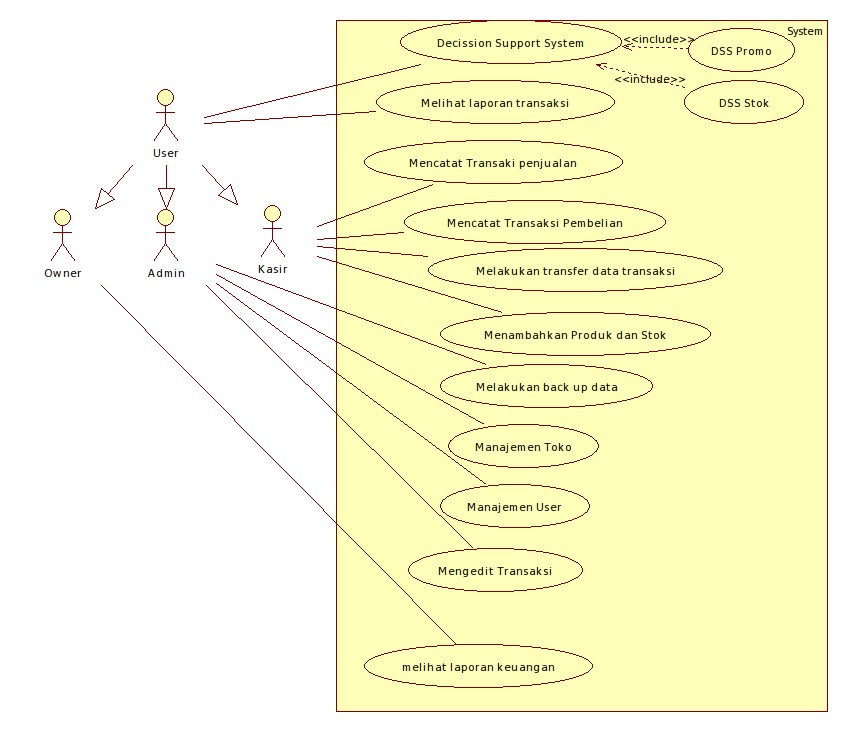 System
Decission Support System
<<include>>
DSS Promo
<<include>>
Melihat laporan transaksi
DSS Stok
User
Mencatat Transaki penjualan
Mencatat Transaksi Pembelian
Owner
Admin
Kasir
Melakukan transfer data transaksi
Menambahkan Produk dan Stok
Melakukan back up data
Manajemen Toko
Manajemen User
Mengedit Transaksi
melihat laporan keuangan